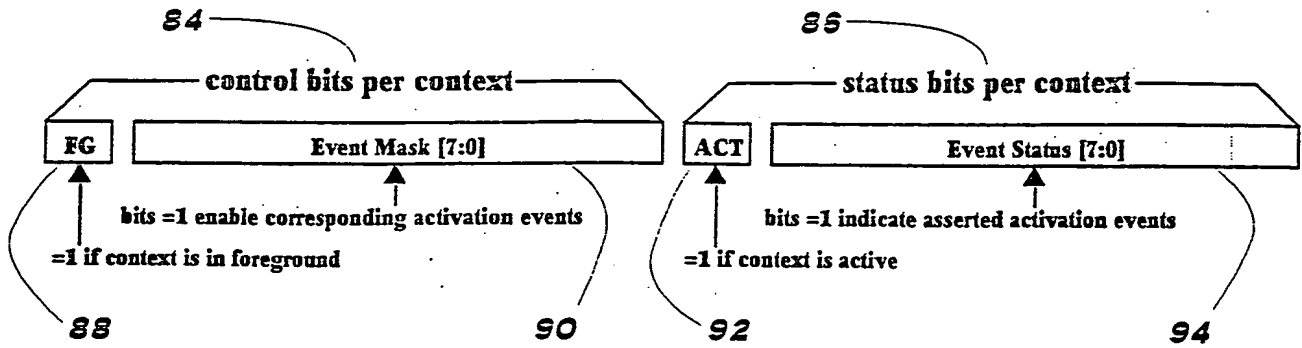 84
86
control bits per context
status bits per context
FG
Event Mask [7:0]
ACT
Event Status [7:0]
bits =1 enable corresponding activation events
bits =1 indicate asserted activation events
=1 if context is in foreground
=1 if context is active
88
90
92
94